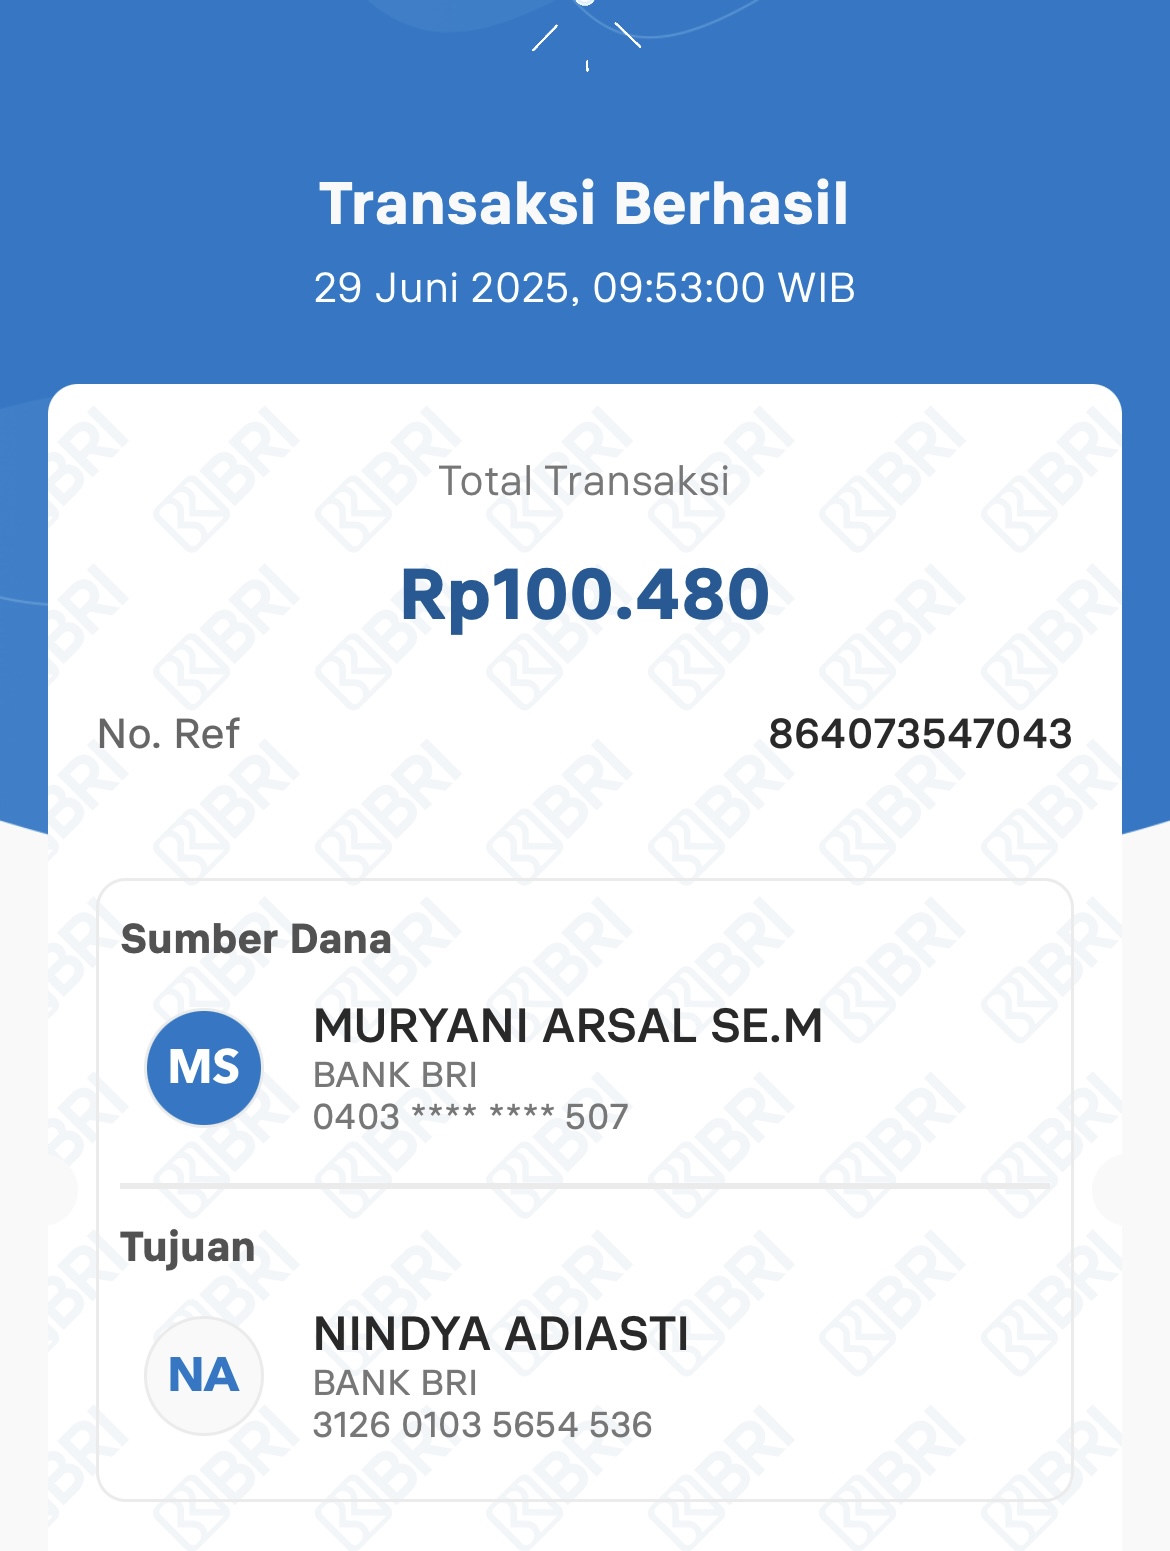 Transaksi Berhasil
29 Juni 2025, 09:53:00 WIB
Total Transaksi
Rp100.480
No. Ref 864073547043
Sumber Dana
MS
MURYANI ARSAL SE.M
BANK BRI
0403 **** **** 507
Tujuan
NA
NINDYA ADIASTI
BANK BRI
3126 0103 5654 536
BRI